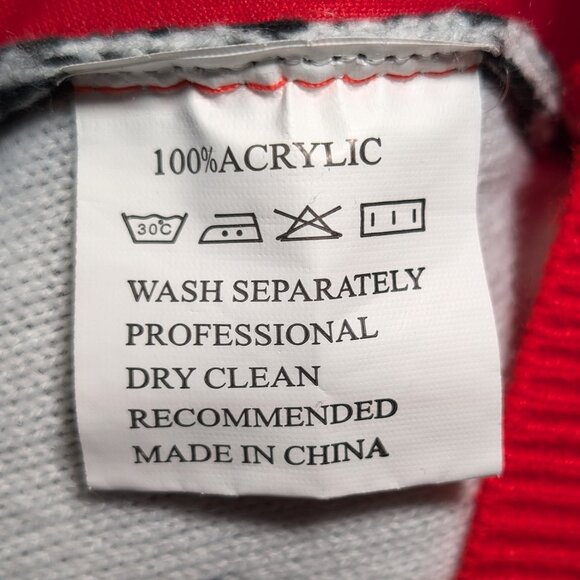 100%ACRYLIC
30°C
WASH SEPARATELY
PROFESSIONAL
DRY CLEAN
RECOMMENDED
MADE IN CHINA